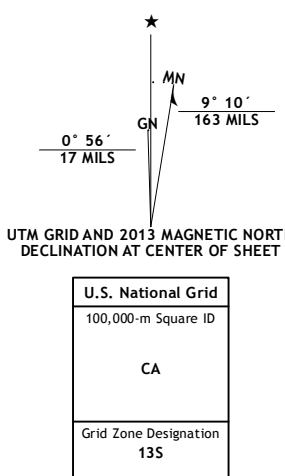 ★
MN
GN
9° 10´
163 MILS
0° 56´
17 MILS
UTM GRID AND 2013 MAGNETIC NORT
DECLINATION AT CENTER OF SHEET
U.S. National Grid
100,000-m Square ID
CA
Grid Zone Designation
13S